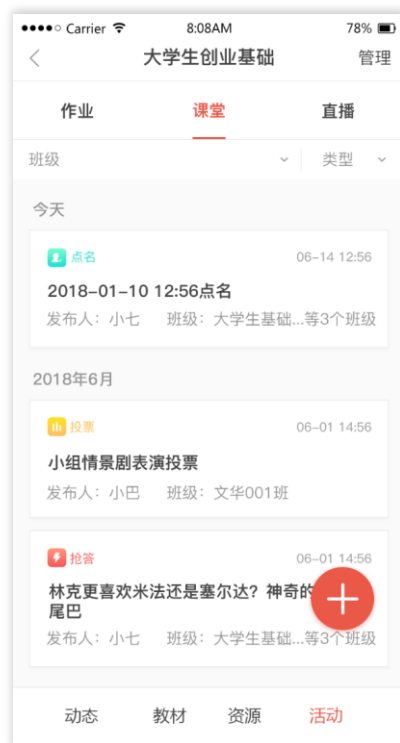 Carrier 8:08AM 78%
大学生创业基础 管理
作业 课堂 直播
班级 类型
今天
点名 06-14 12:56
2018-01-10 12:56点名
发布人：小七 班级：大学生基础...等3个班级
2018年6月
投票 06-01 14:56
小组情景剧表演投票
发布人：小巴 班级：文华001班
抢答 06-01 14:56
林克更喜欢米法还是塞尔达？神奇的
尾巴
发布人：小七 班级：大学生基础...等3个班级
动态 教材 资源 活动